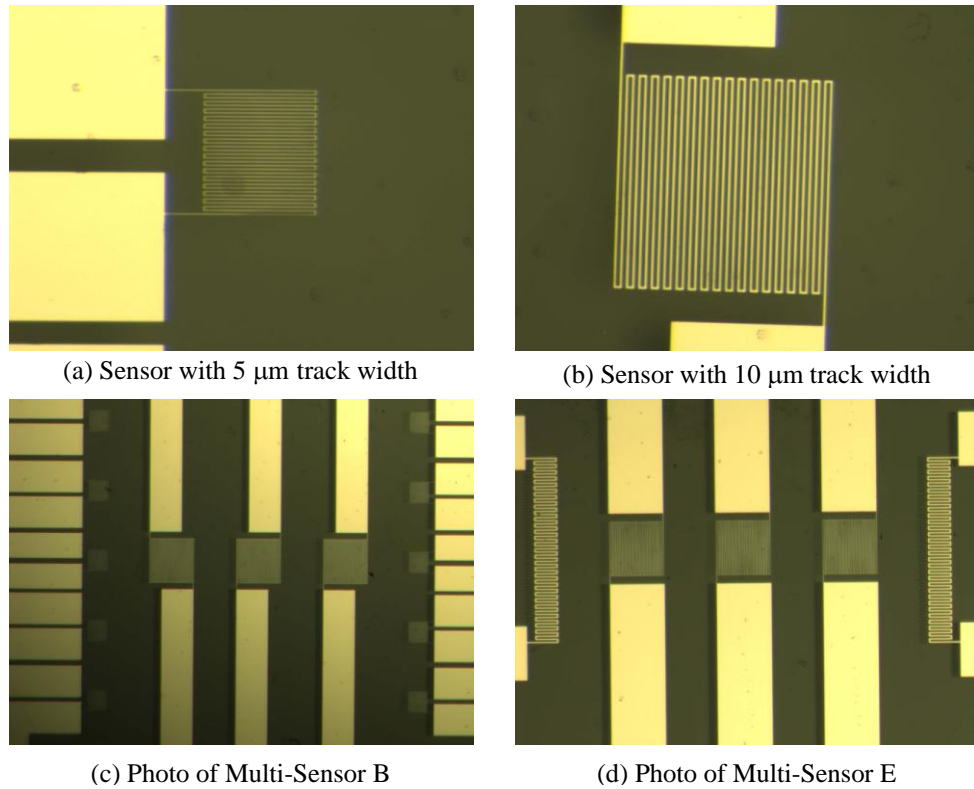 (a) Sensor with 5 μm track width
(b) Sensor with 10 μm track width
(c) Photo of Multi-Sensor B
(d) Photo of Multi-Sensor E